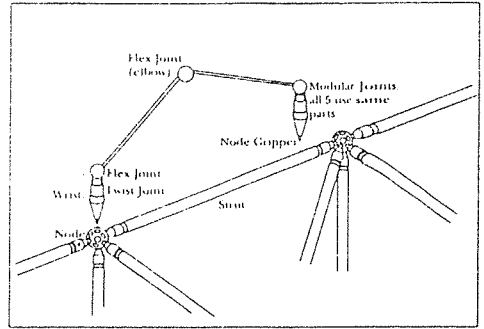 Flex Joint
(elbow)
Modular Joints
all 5 use same
parts
Node Gripper
Flex Joint
Wrist
Twist Joint
Strut
Node